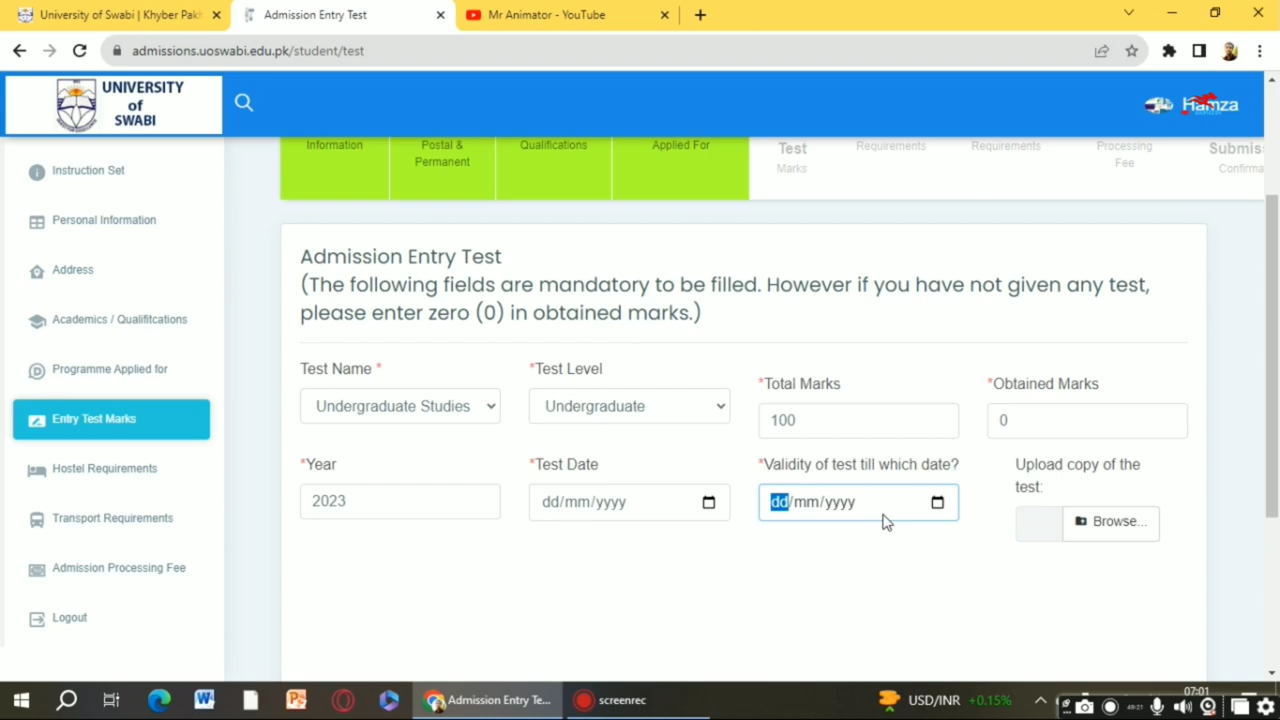 University of Swabi | Khyber Pakh
Admission Entry Test
Mr Animator - YouTube
admissions.uoswabi.edu.pk/student/test
UNIVERSITY
of
SWABI
Hamza
Instruction Set
Personal Information
Address
Academics / Qualifitcations
Programme Applied for
Entry Test Marks
Hostel Requirements
Transport Requirements
Admission Processing Fee
Logout
Information
Postal &
Permanent
Qualifications
Applied For
Test
Marks
Requirements
Requirements
Processing
Fee
Submiss
Confirma
Admission Entry Test
(The following fields are mandatory to be filled. However if you have not given any test,
please enter zero (0) in obtained marks.)
Test Name *
*Test Level
*Total Marks
*Obtained Marks
Undergraduate Studies
Undergraduate
100
0
*Year
*Test Date
*Validity of test till which date?
Upload copy of the
test:
2023
dd/mm/yyyy
dd/mm/yyyy
Browse...
Admission Entry Te...
screenrec
USD/INR +0.15%
07:01